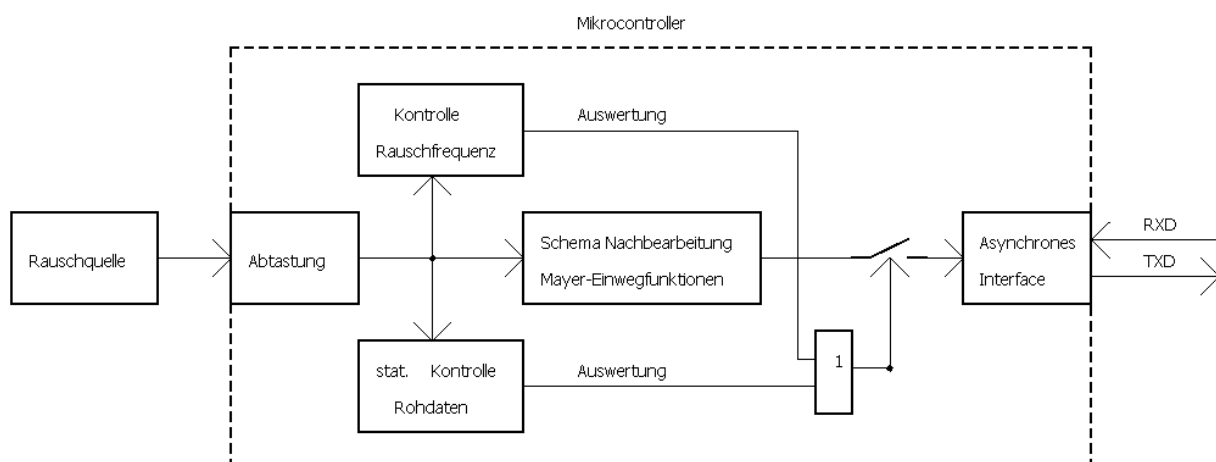 Mikrocontroller
Kontrolle
Rauschfrequenz
Auswertung
Rauschquelle
Abtastung
Schema Nachbearbeitung
Mayer-Einwegfunktionen
Asynchrones
Interface
RXD
TXD
stat. Kontrolle
Rohdaten
Auswertung
1